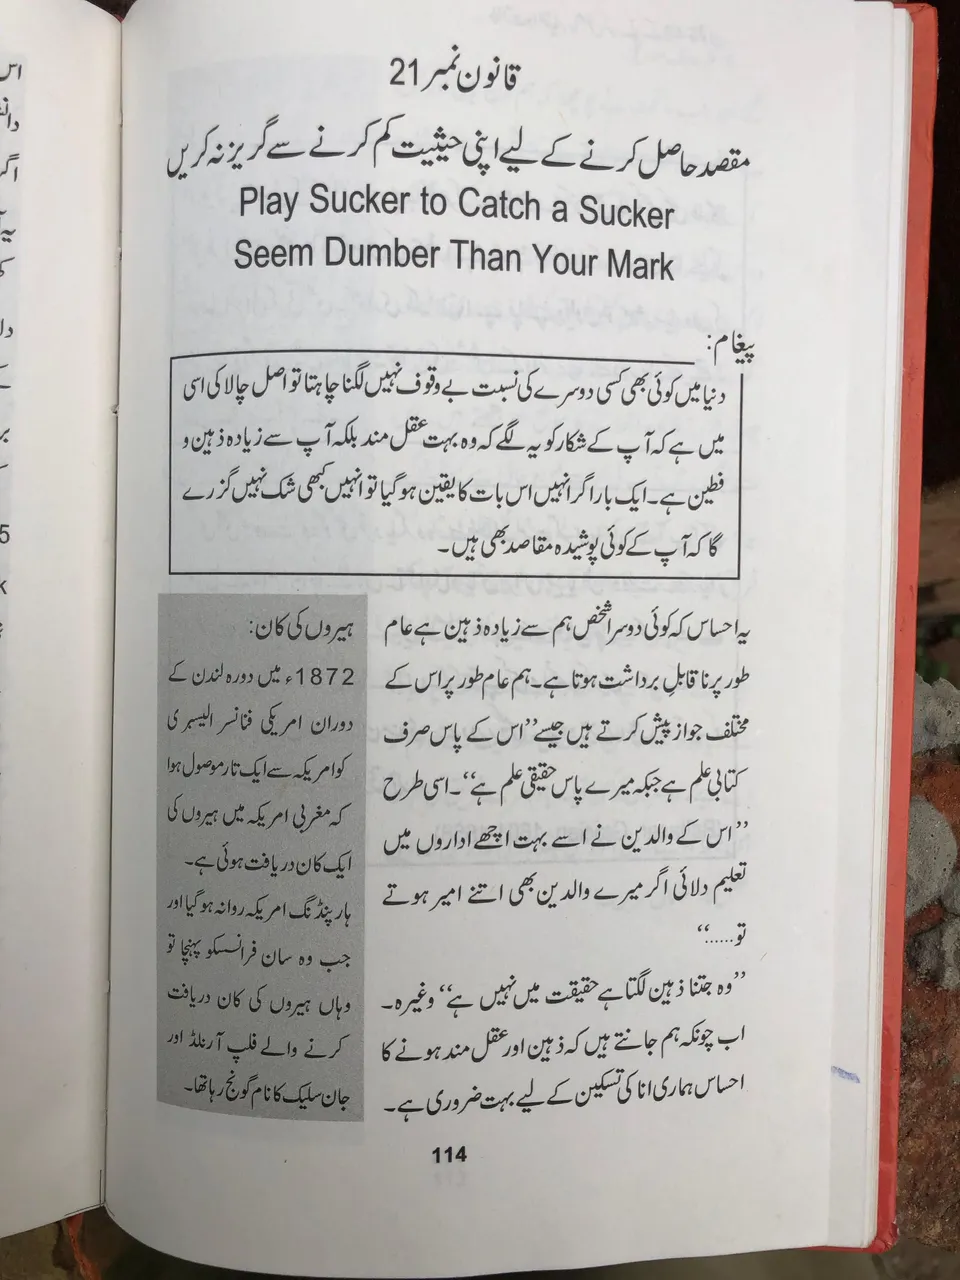 قانون نمبر 21
مقصد حاصل کرنے کے لیے اپنی حیثیت کم کرنے سے گریز نہ کریں
Play Sucker to Catch a Sucker
Seem Dumber Than Your Mark
پیغام:
دنیا میں کوئی بھی کسی دوسرے کی نسبت بے وقوف نہیں لگنا چاہتا تو اصل چالاکی اسی
میں ہے کہ آپ کے شکار کو یہ لگے کہ وہ بہت عقل مند بلکہ آپ سے زیادہ ذہین و
فطین ہے۔ ایک بار اگر انہیں اس بات کا یقین ہو گیا تو انہیں کبھی شک نہیں گزرے
گا کہ آپ کے کوئی پوشیدہ مقاصد بھی ہیں۔
یہ احساس کہ کوئی دوسرا شخص ہم سے زیادہ ذہین ہے عام
طور پر ناقابلِ برداشت ہوتا ہے۔ ہم عام طور پر اس کے
مختلف جواز پیش کرتے ہیں جیسے ’’اس کے پاس صرف
کتابی علم ہے جبکہ میرے پاس حقیقی علم ہے‘‘۔ اسی طرح
’’اس کے والدین نے اسے بہت اچھے اداروں میں
تعلیم دلائی اگر میرے والدین بھی اتنے امیر ہوتے
تو......‘‘
’’وہ جتنا ذہین لگتا ہے حقیقت میں نہیں ہے‘‘ وغیرہ۔
اب چونکہ ہم جانتے ہیں کہ ذہین اور عقل مند ہونے کا
احساس ہماری انا کی تسکین کے لیے بہت ضروری ہے۔
ہیروں کی کان:
1872ء میں دورہ لندن کے
دوران امریکی فنانسر الیسبری
کو امریکہ سے ایک تار موصول ہوا
کہ مغربی امریکہ میں ہیروں کی
ایک کان دریافت ہوئی ہے۔
ہارپنڈنگ امریکہ روانہ ہو گیا اور
جب وہ سان فرانسسکو پہنچا تو
وہاں ہیروں کی کان دریافت
کرنے والے فلپ آرنلڈ اور
جان سلیک کا نام گونج رہا تھا۔
114